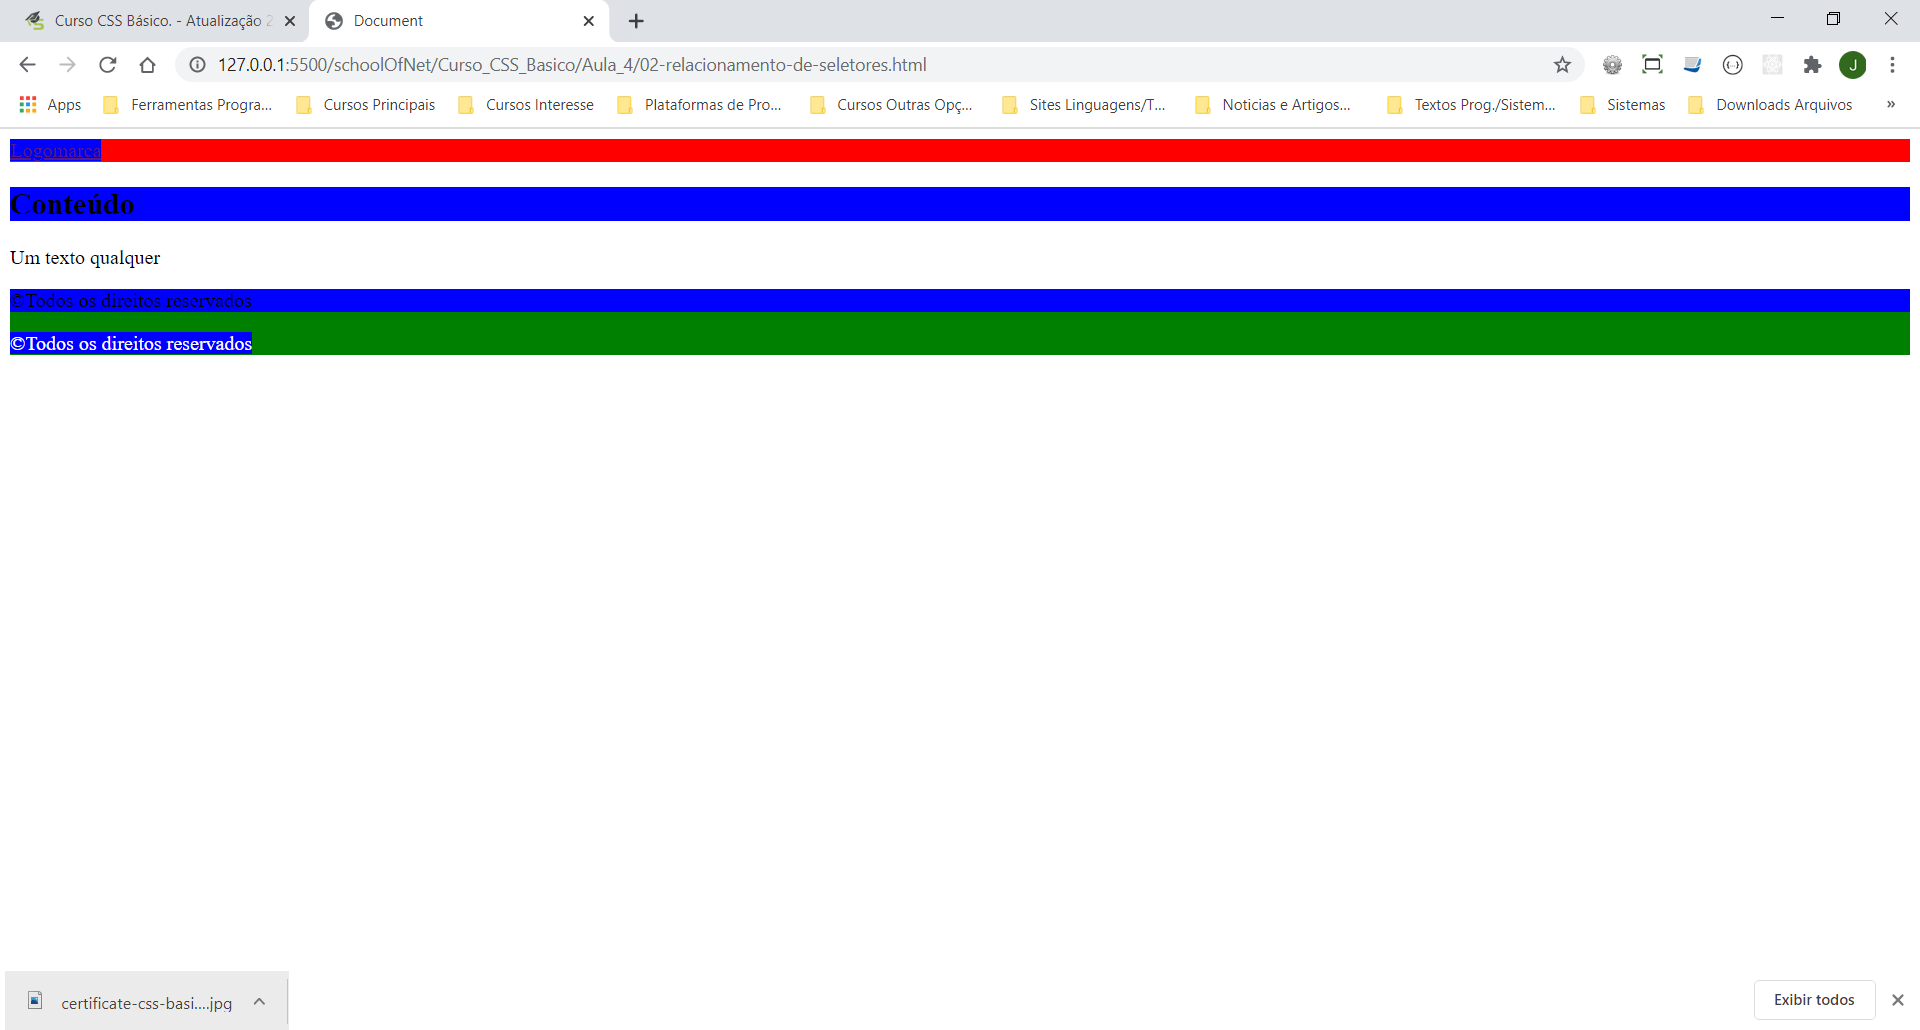 Curso CSS Básico. - Atualização 2
Document
127.0.0.1:5500/schoolOfNet/Curso_CSS_Basico/Aula_4/02-relacionamento-de-seletores.html
J
Apps Ferramentas Progra... Cursos Principais Cursos Interesse Plataformas de Pro... Cursos Outras Opç... Sites Linguagens/T... Noticias e Artigos... Textos Prog./Sistem... Sistemas Downloads Arquivos »
Logomarca
Conteúdo
Um texto qualquer
©Todos os direitos reservados
©Todos os direitos reservados
certificate-css-basi....jpg
Exibir todos